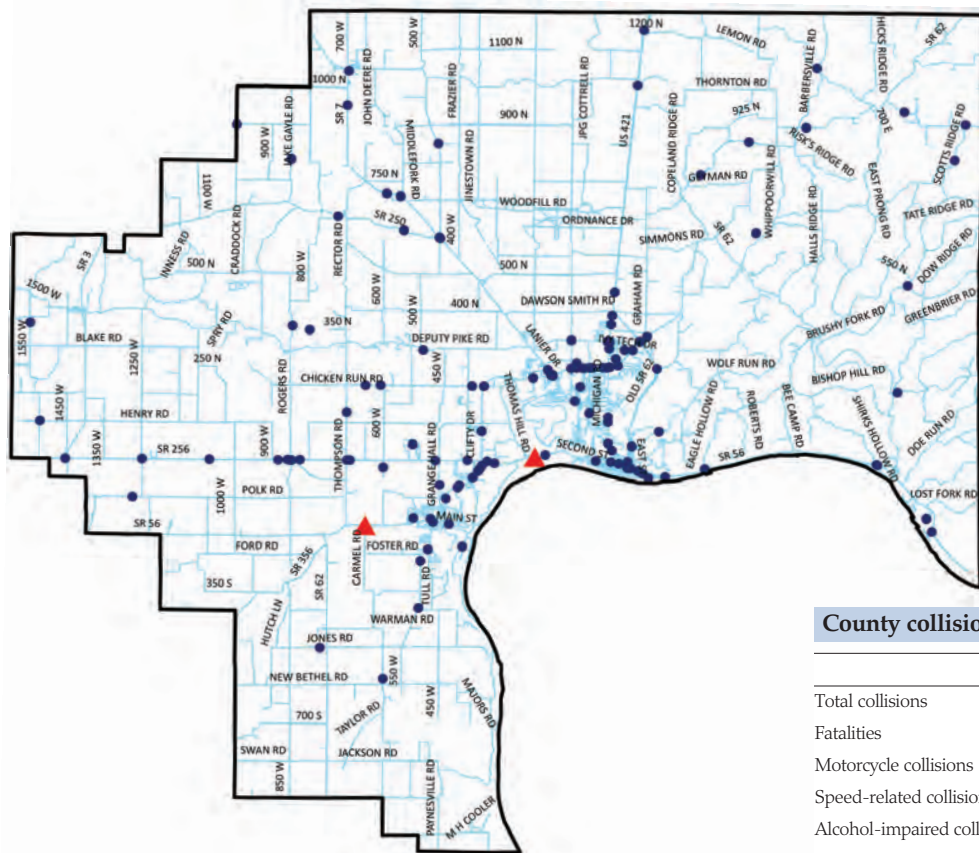 1200 N
LEMON RD
HICKS RIDGE RD
SR 62
700 W
500 W
1100 N
JOHN DEERE RD
1000 N
FRAZIER RD
JPG COTTRELL RD
THORNTON RD
BARBERSVILLE RD
SR 7
925 N
700 E
900 N
US 421
COPELAND RIDGE RD
RISK'S RIDGE RD
SCOTTS RIDGE RD
900 W
MIDDLEFORK RD
JINESTOWN RD
750 N
1100 W
WHIPPOORWILL RD
EAST PRONG RD
WOODFILL RD
TATE RIDGE RD
SR 250
400 W
ORDNANCE DR
HALLS RIDGE RD
SIMMONS RD
SR 62
CRADDOCK RD
RECTOR RD
INNESS RD
SR 3
500 N
800 W
600 W
500 N
550 N
DOW RIDGE RD
1500 W
400 N
500 W
DAWSON SMITH RD
GRAHAM RD
GREENBRIER RD
350 N
SPRY RD
BRUSHY FORK RD
1550 W
BLAKE RD
DEPUTY PIKE RD
IVY TECH DR
LANIER DR
250 N
1250 W
450 W
WOLF RUN RD
BISHOP HILL RD
ROGERS RD
CHICKEN RUN RD
THOMAS HILL RD
MICHIGAN RD
OLD SR 62
1450 W
HENRY RD
EAGLE HOLLOW RD
ROBERTS RD
BEE CAMP RD
SHIRKS HOLLOW RD
DOE RUN RD
CLIFTY DR
600 W
900 W
THOMPSON RD
1350 W
SR 256
GRANGE HALL RD
SECOND ST
SR 56
POLK RD
1000 W
LOST FORK RD
MAIN ST
SR 56
FORD RD
SR 356
CARMEL RD
FOSTER RD
350 S
SR 62
TULL RD
HUTCH LN
WARMAN RD
JONES RD
NEW BETHEL RD
550 W
450 W
MAJORS RD
700 S
TAYLOR RD
SWAN RD
JACKSON RD
850 W
PAYNESVILLE RD
M H COOLER
County collisio
Total collisions
Fatalities
Motorcycle collisions
Speed-related collisio
Alcohol-impaired coll